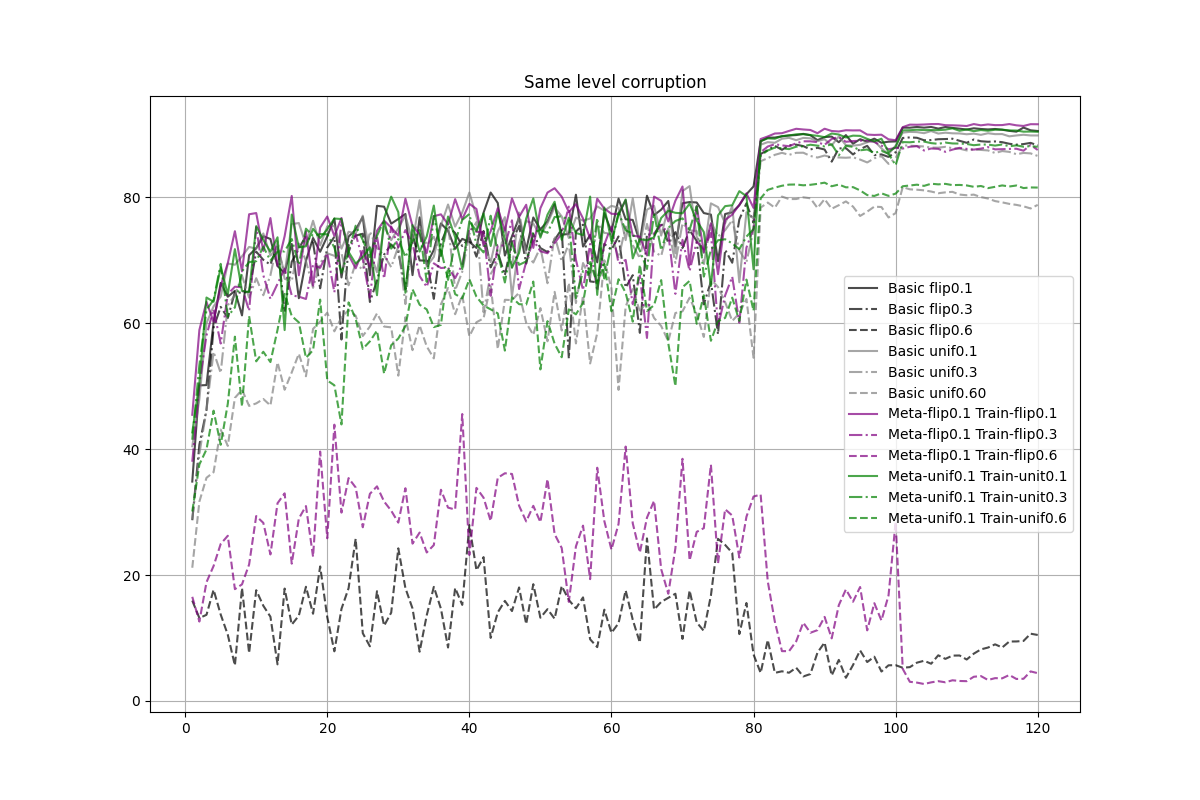 Same level corruption
80
60
40
20
0
Basic flip0.1
Basic flip0.3
Basic flip0.6
Basic unif0.1
Basic unif0.3
Basic unif0.60
Meta-flip0.1 Train-flip0.1
Meta-flip0.1 Train-flip0.3
Meta-flip0.1 Train-flip0.6
Meta-unif0.1 Train-unit0.1
Meta-unif0.1 Train-unit0.3
Meta-unif0.1 Train-unif0.6
0 20 40 60 80 100 120